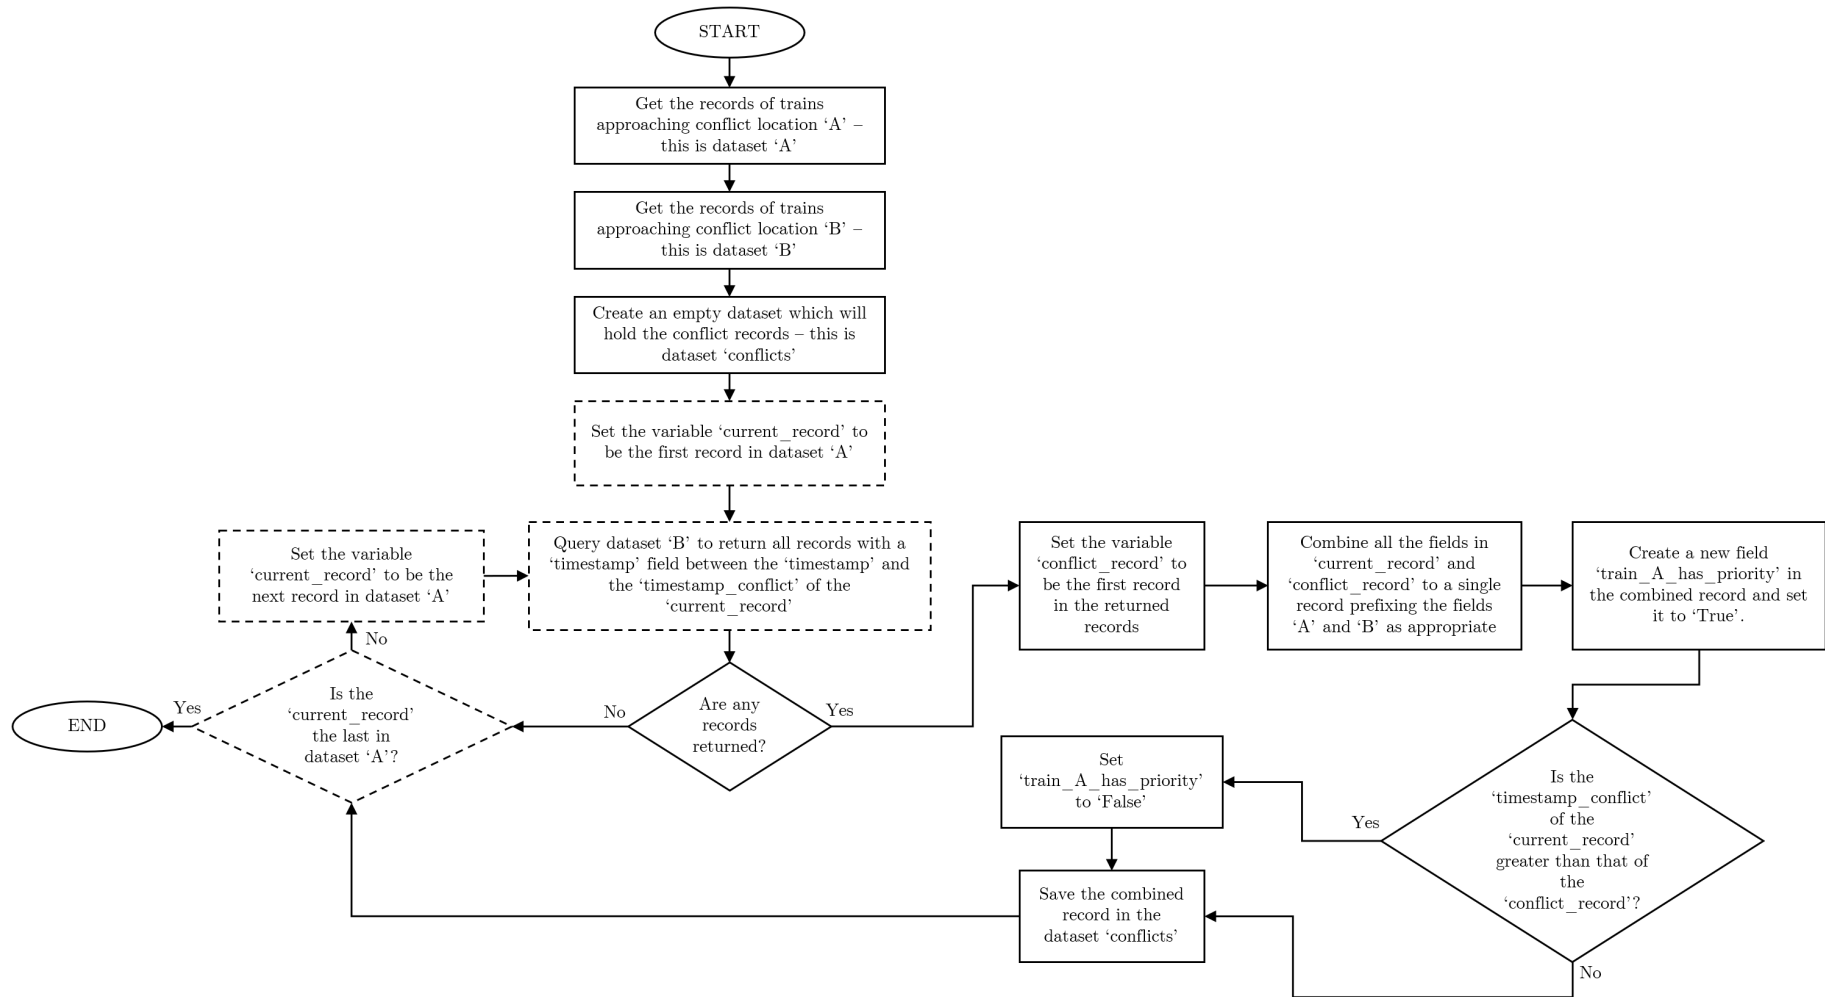 START
Get the records of trains
approaching conflict location ‘A’ –
this is dataset ‘A’
Get the records of trains
approaching conflict location ‘B’ –
this is dataset ‘B’
Create an empty dataset which will
hold the conflict records – this is
dataset ‘conflicts’
Set the variable ‘current_record’ to
be the first record in dataset ‘A’
Set the variable
‘current_record’ to be the
next record in dataset ‘A’
Query dataset ‘B’ to return all records with a
‘timestamp’ field between the ‘timestamp’ and
the ‘timestamp_conflict’ of the
‘current_record’
Set the variable
‘conflict_record’ to
be the first record
in the returned
records
Combine all the fields in
‘current_record’ and
‘conflict_record’ to a single
record prefixing the fields
‘A’ and ‘B’ as appropriate
Create a new field
‘train_A_has_priority’ in
the combined record and set
it to ‘True’.
No
END
Yes
Is the
‘current_record’
the last in
dataset ‘A’?
No
Are any
records
returned?
Yes
Set
‘train_A_has_priority’
to ‘False’
Yes
Is the
‘timestamp_conflict’
of the
‘current_record’
greater than that of
the
‘conflict_record’?
Save the combined
record in the
dataset ‘conflicts’
No